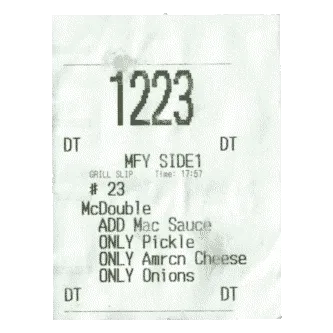 1223
DT DT
MFY SIDE1
GRILL SLIP Time: 17:57
# 23
McDouble
ADD Mac Sauce
ONLY Pickle
ONLY Amrcn Cheese
ONLY Onions
DT DT